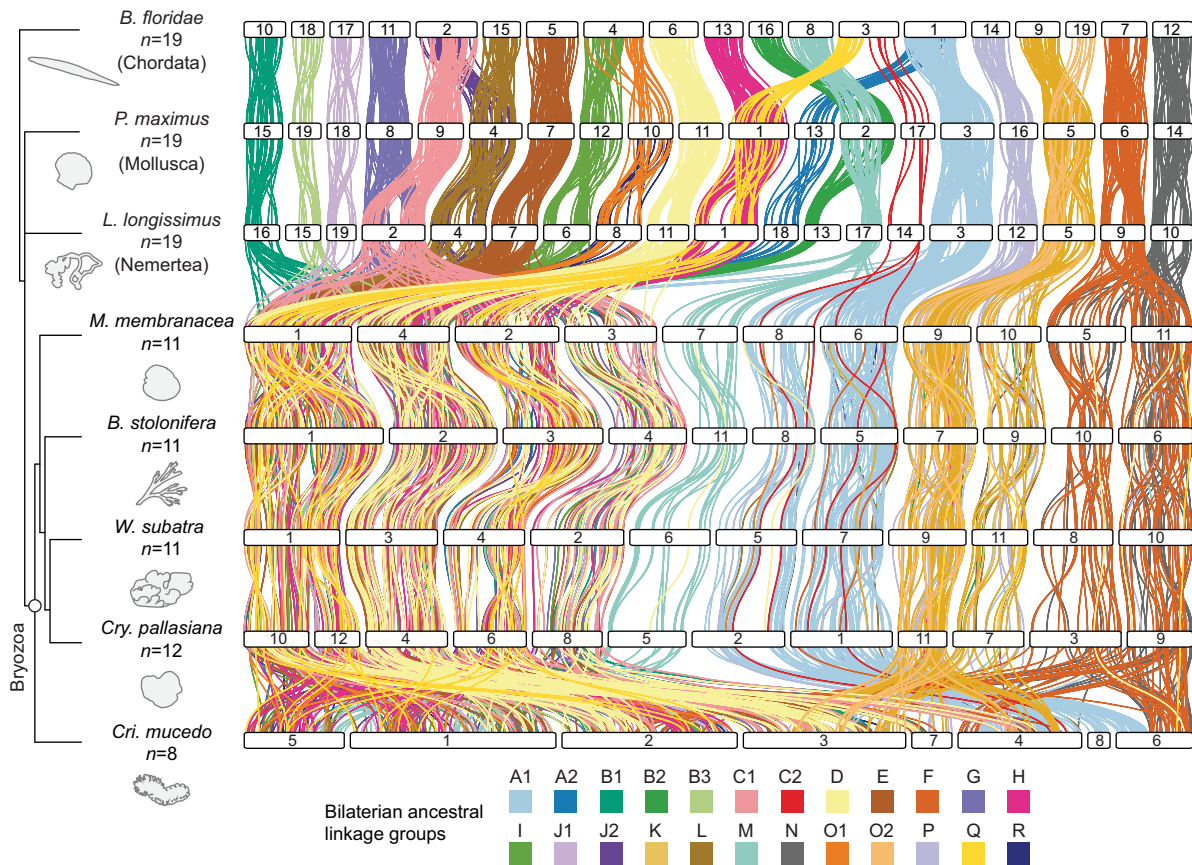 B. floridae
n=19
(Chordata)
10 18 17 11 2 15 5 4 6 13 16 8 3 1 14 9 19 7 12
P. maximus
n=19
(Mollusca)
15 19 18 8 9 4 7 12 10 11 1 13 2 17 3 16 5 6 14
L. longissimus
n=19
(Nemertea)
16 15 19 2 4 7 6 8 11 1 18 13 17 14 3 12 5 9 10
M. membranacea
n=11
1 4 2 3 7 8 6 9 10 5 11
B. stolonifera
n=11
1 2 3 4 11 8 5 7 9 10 6
W. subatra
n=11
1 3 4 2 6 5 7 9 11 8 10
Cry. pallasiana
n=12
10 12 4 6 8 5 2 1 11 7 3 9
Cri. mucedo
n=8
5 1 2 3 7 4 8 6
Bryozoa
Bilaterian ancestral
linkage groups
A1 A2 B1 B2 B3 C1 C2 D E F G H
I J1 J2 K L M N O1 O2 P Q R